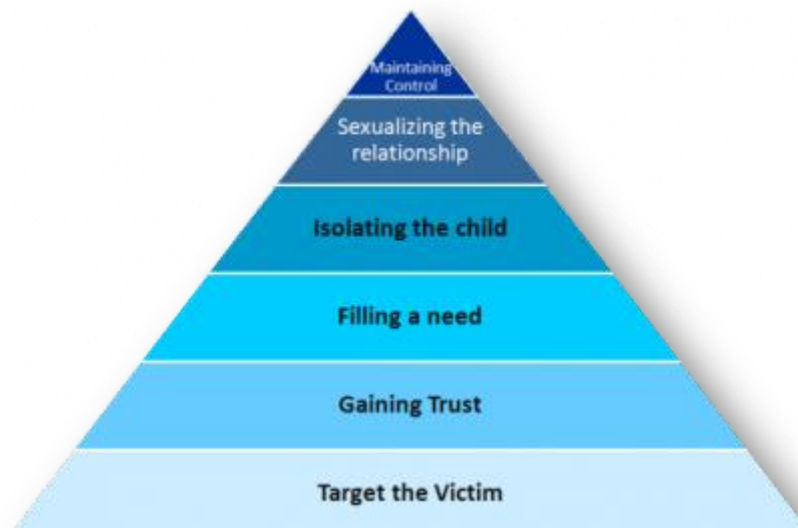 Maintaining
Control
Sexualizing the
relationship
Isolating the child
Filling a need
Gaining Trust
Target the Victim